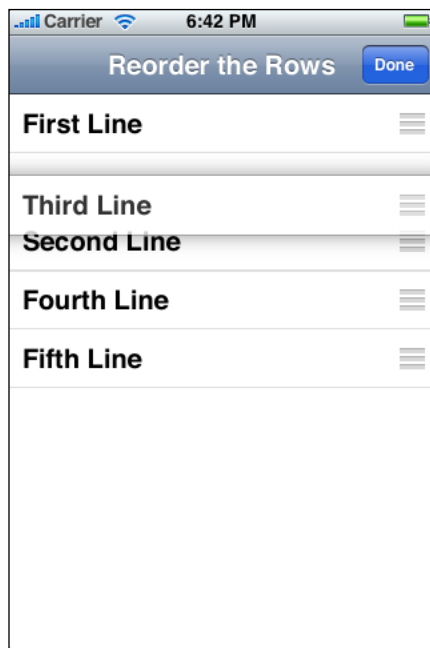 Carrier 6:42 PM
Reorder the Rows Done
First Line
Third Line
Second Line
Fourth Line
Fifth Line